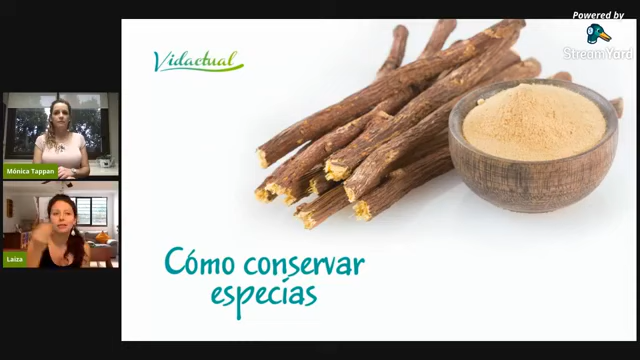 Powered by
StreamYard
Vidactual
Mónica Tappan
Laiza
Cómo conservar
especias